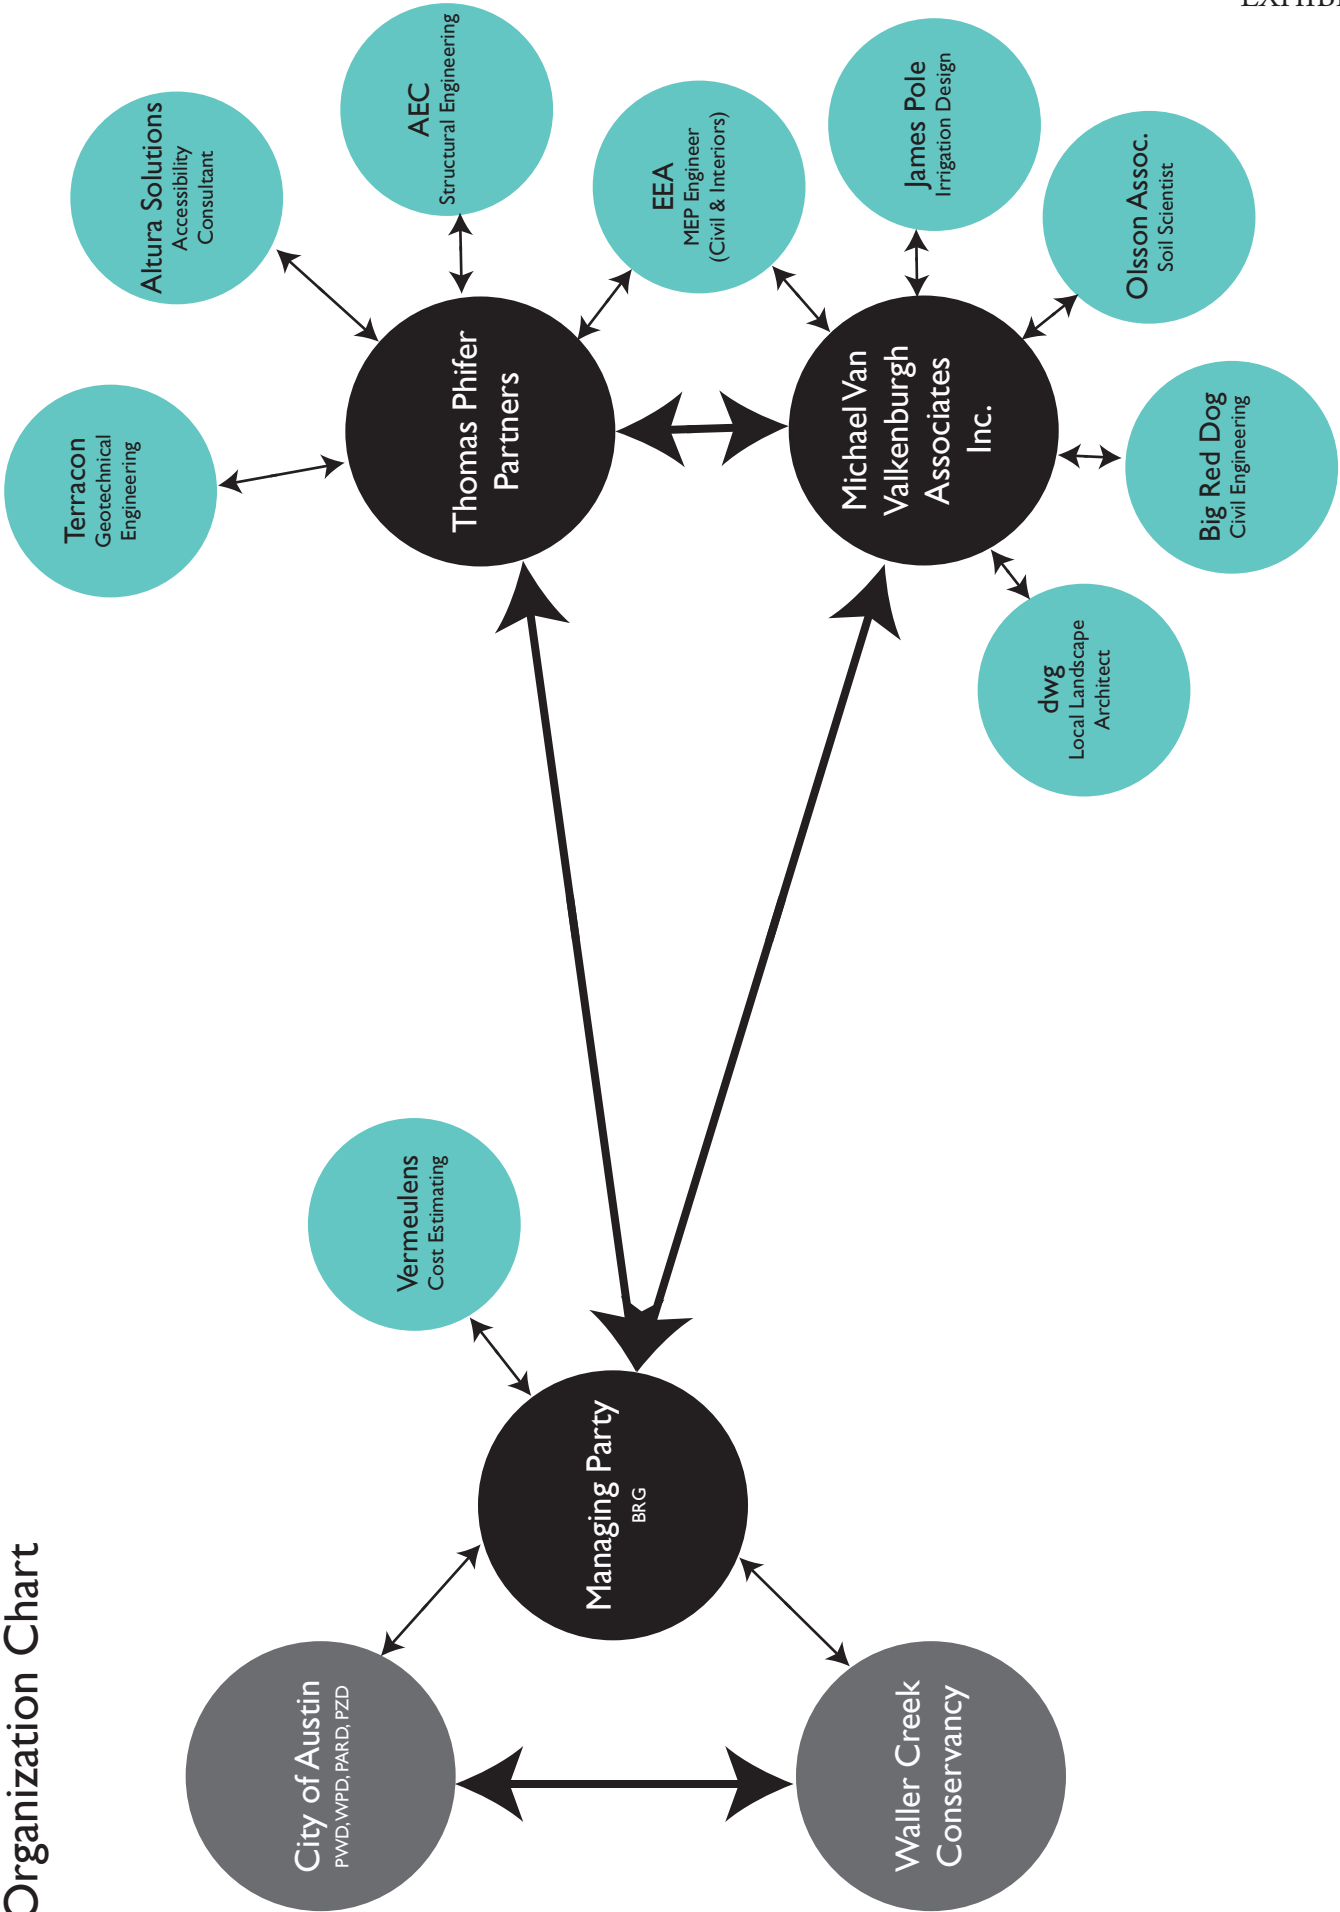 EXHIB
Organization Chart
City of Austin
PWD, WPD, PARD, PZD
Waller Creek
Conservancy
Managing Party
BRG
Vermeulens
Cost Estimating
Terracon
Geotechnical
Engineering
Altura Solutions
Accessibility
Consultant
AEC
Structural Engineering
Thomas Phifer
Partners
EEA
MEP Engineer
(Civil & Interiors)
Michael Van
Valkenburgh
Associates
Inc.
James Pole
Irrigation Design
Olsson Assoc.
Soil Scientist
Big Red Dog
Civil Engineering
dwg
Local Landscape
Architect